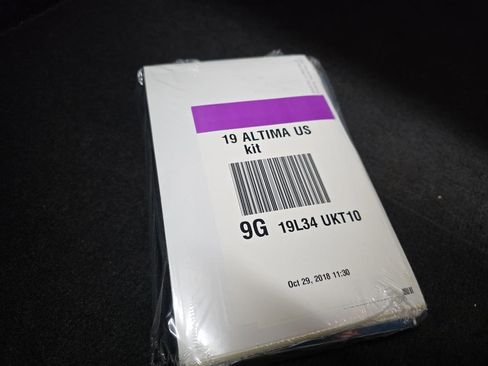 19 ALTIMA US
kit
9G 19L34 UKT10
Oct 29, 2018 11:30